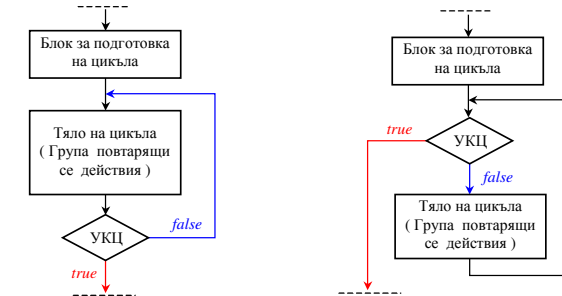 Блок за подготовка
на цикъла
Тяло на цикъла
( Група повтарящи
се действия )
УКЦ
false
true
Блок за подготовка
на цикъла
true
УКЦ
false
Тяло на цикъла
( Група повтарящи
се действия )